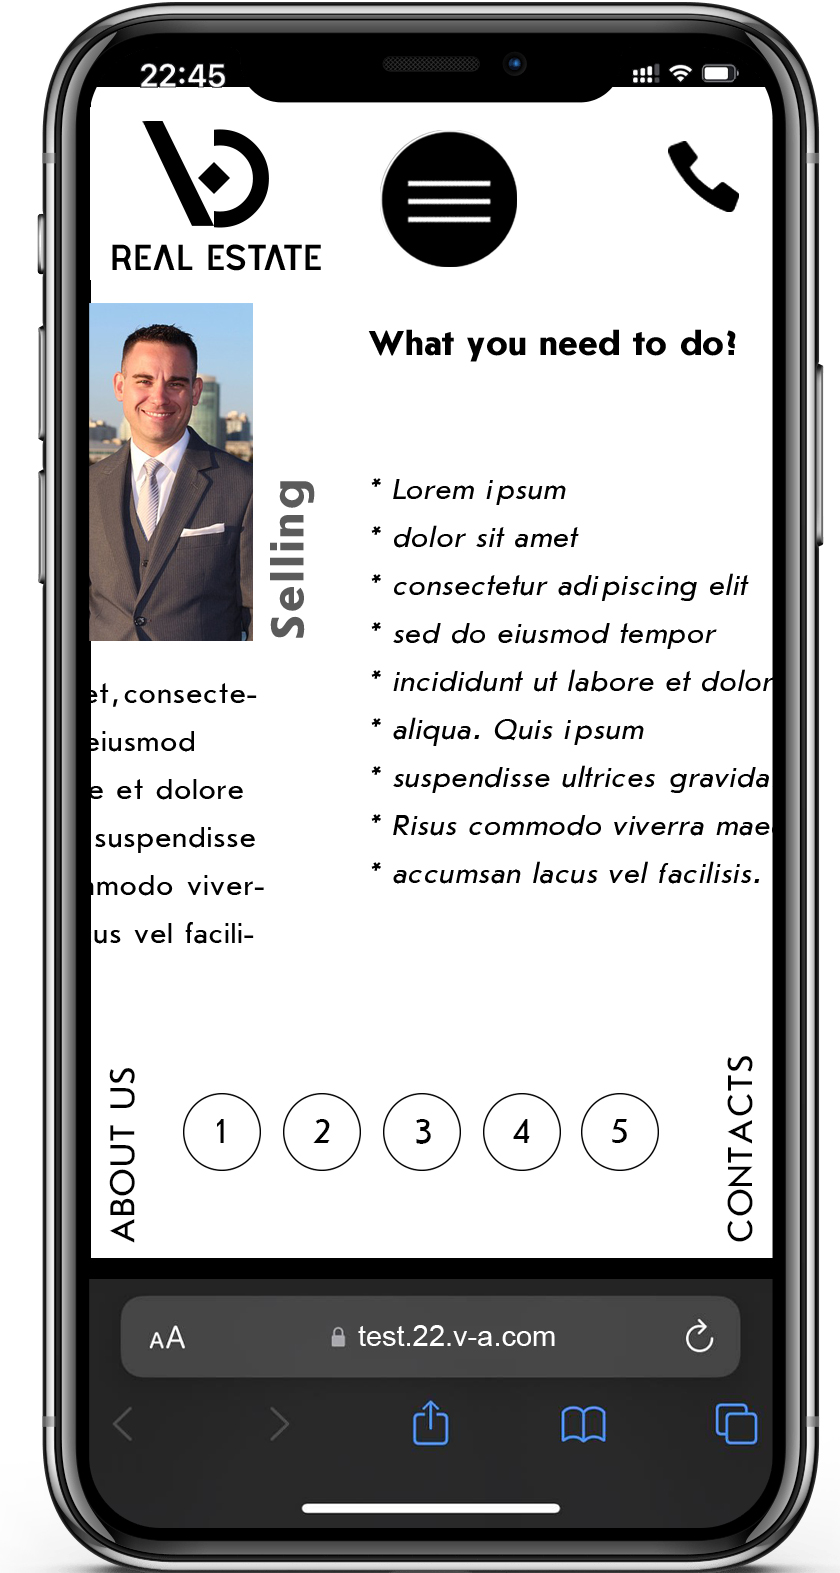 22:45
REAL ESTATE
What you need to do?
Selling
* Lorem ipsum
* dolor sit amet
* consectetur adipiscing elit
* sed do eiusmod tempor
* incididunt ut labore et dolor
* aliqua. Quis ipsum
* suspendisse ultrices gravida
* Risus commodo viverra mae
* accumsan lacus vel facilisis.
et, consecte-
eiusmod
e et dolore
suspendisse
mmodo viver-
us vel facili-
ABOUT US
1
2
3
4
5
CONTACTS
AA
test.22.v-a.com